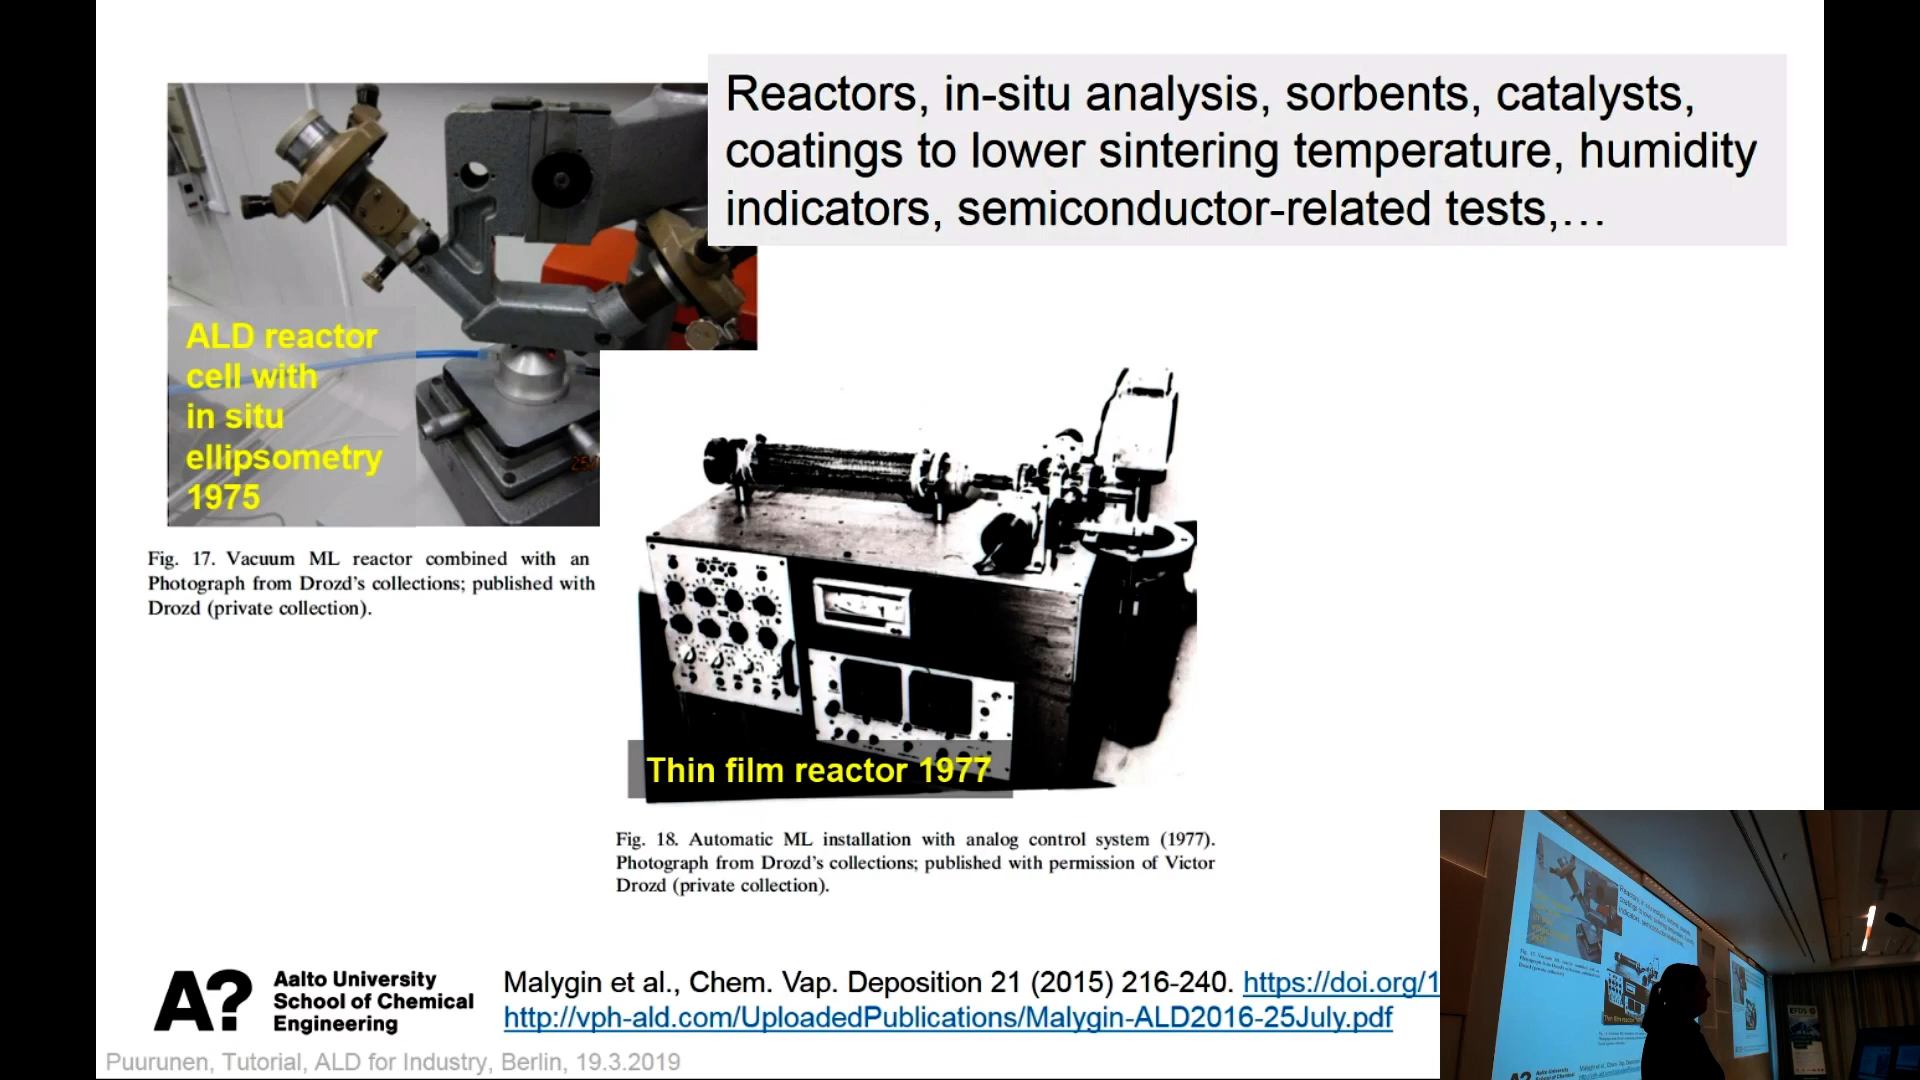 Reactors, in-situ analysis, sorbents, catalysts,
coatings to lower sintering temperature, humidity
indicators, semiconductor-related tests,…
ALD reactor
cell with
in situ
ellipsometry
1975
Fig. 17. Vacuum ML reactor combined with an
Photograph from Drozd's collections; published with
Drozd (private collection).
Thin film reactor 1977
Fig. 18. Automatic ML installation with analog control system (1977).
Photograph from Drozd's collections; published with permission of Victor
Drozd (private collection).
A?
Aalto University
School of Chemical
Engineering
Malygin et al., Chem. Vap. Deposition 21 (2015) 216-240. https://doi.org/1
http://vph-ald.com/UploadedPublications/Malygin-ALD2016-25July.pdf
Puurunen, Tutorial, ALD for Industry, Berlin, 19.3.2019